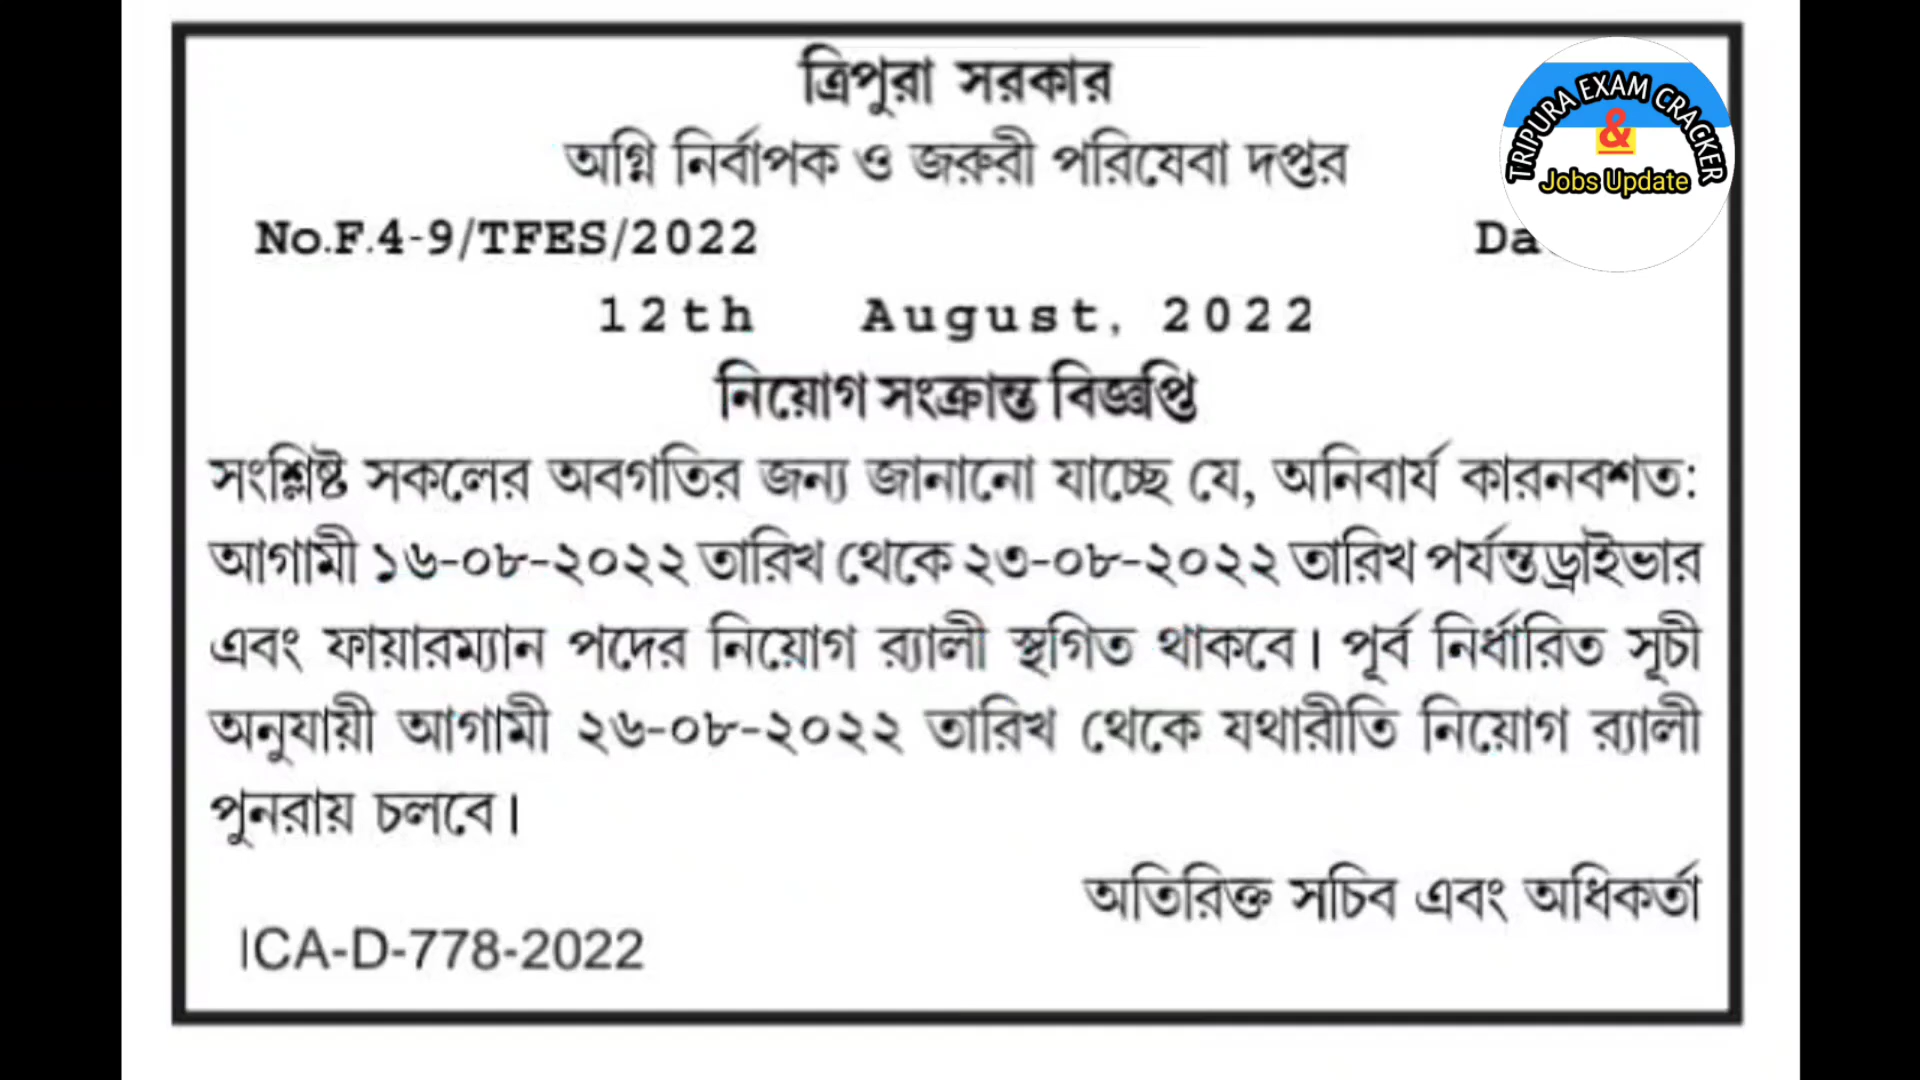 ত্রিপুরা সরকার
অগ্নি নির্বাপক ও জরুরী পরিষেবা দপ্তর
TRIPURA EXAM CRACKER
&
Jobs Update
No.F.4-9/TFES/2022
12th August, 2022
নিয়োগ সংক্রান্ত বিজ্ঞপ্তি
সংশ্লিষ্ট সকলের অবগতির জন্য জানানো যাচ্ছে যে, অনিবার্য কারনবশত:
আগামী ১৬-০৮-২০২২ তারিখ থেকে ২৩-০৮-২০২২ তারিখ পর্যন্ত ড্রাইভার
এবং ফায়ারম্যান পদের নিয়োগ র‍্যালী স্থগিত থাকবে। পূর্ব নির্ধারিত সূচী
অনুযায়ী আগামী ২৬-০৮-২০২২ তারিখ থেকে যথারীতি নিয়োগ র‍্যালী
পুনরায় চলবে।
অতিরিক্ত সচিব এবং অধিকর্তা
ICA-D-778-2022